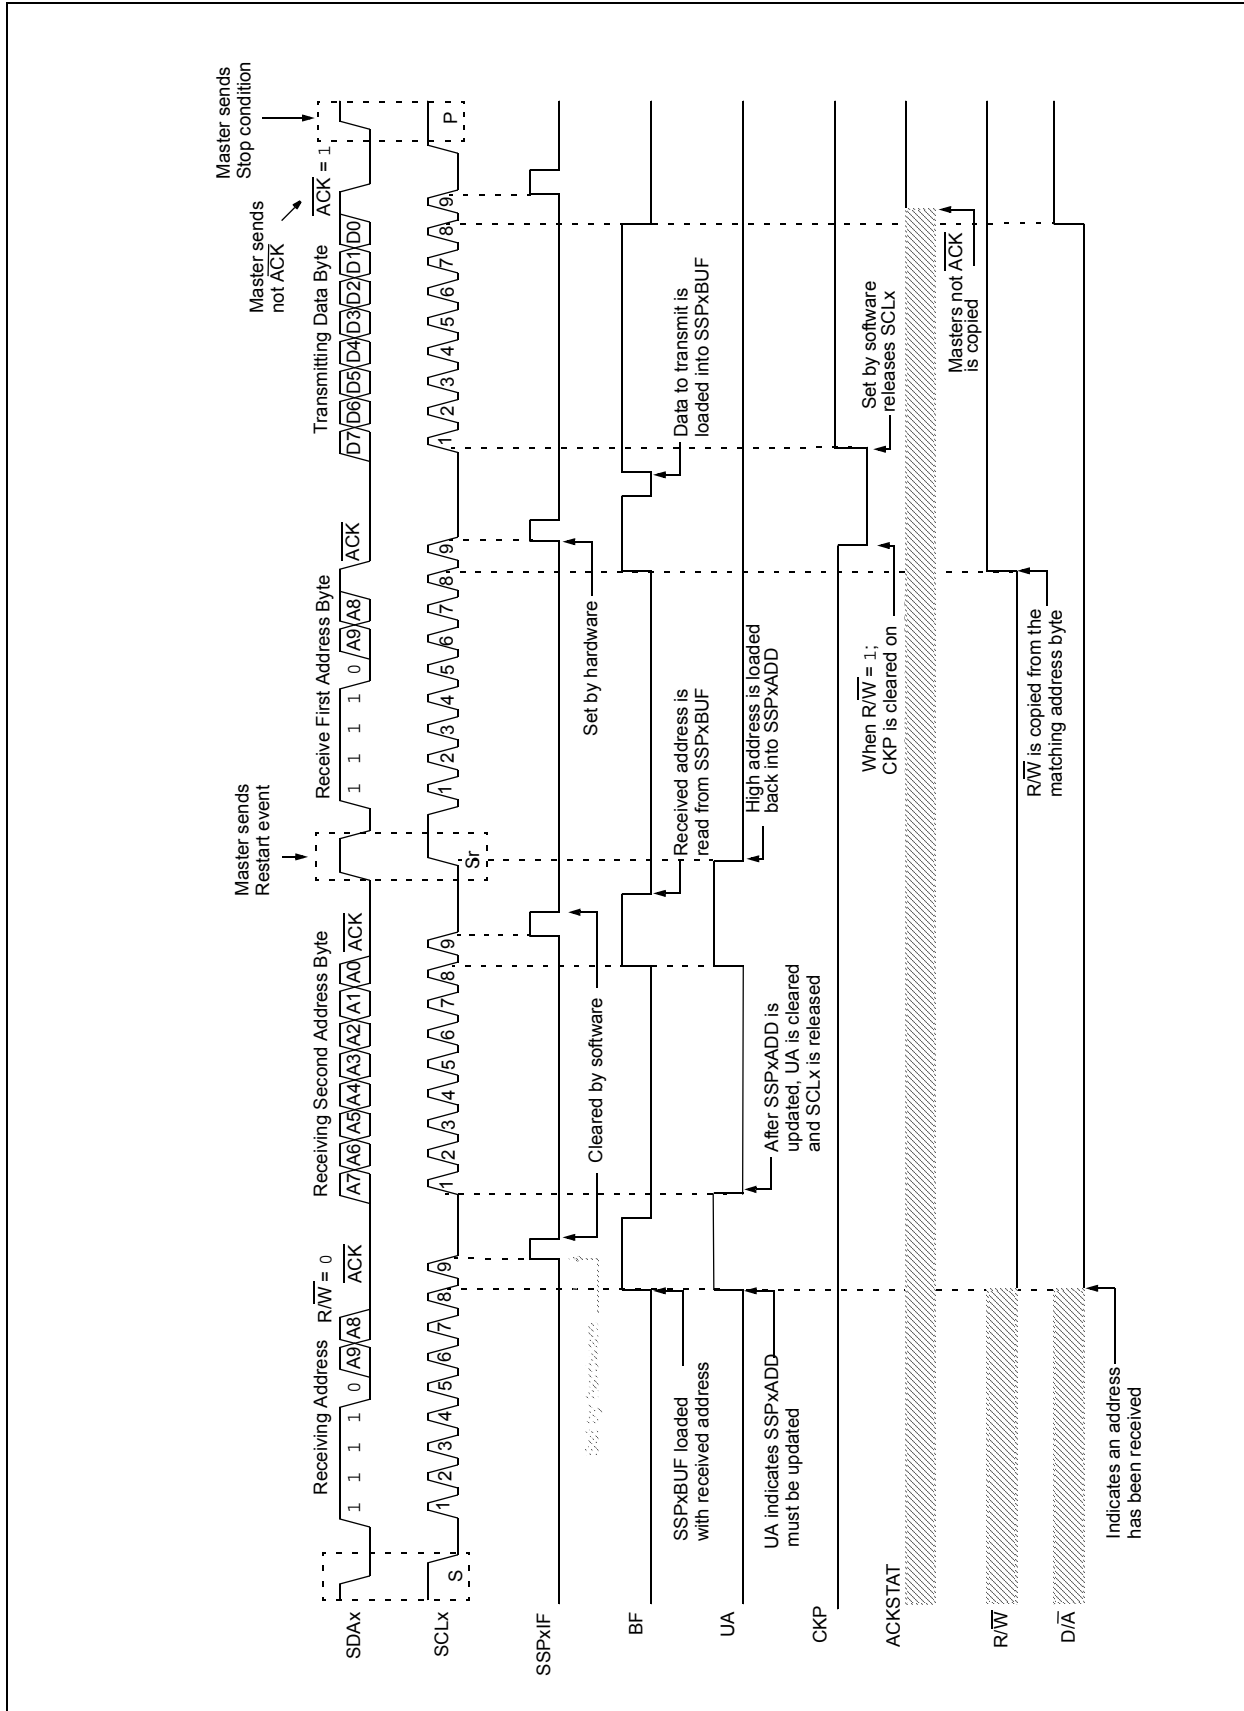 Master sends
Stop condition
Master sends
not A̅C̅K̅
Master sends
Restart event
SDAx
Receiving Address
R/W̅ = 0
1 1 1 1 0 A9 A8
A̅C̅K̅
Receiving Second Address Byte
A7 A6 A5 A4 A3 A2 A1 A0
A̅C̅K̅
Receive First Address Byte
1 1 1 1 0 A9 A8
A̅C̅K̅
Transmitting Data Byte
D7 D6 D5 D4 D3 D2 D1 D0
A̅C̅K̅ = 1
SCLx
S
1 2 3 4 5 6 7 8 9
1 2 3 4 5 6 7 8 9
Sr
1 2 3 4 5 6 7 8 9
1 2 3 4 5 6 7 8 9
P
SSPxIF
Set by hardware
Cleared by software
Set by hardware
BF
SSPxBUF loaded
with received address
Received address is
read from SSPxBUF
Data to transmit is
loaded into SSPxBUF
UA
UA indicates SSPxADD
must be updated
After SSPxADD is
updated, UA is cleared
and SCLx is released
High address is loaded
back into SSPxADD
CKP
When R/W̅ = 1;
CKP is cleared on
Set by software
releases SCLx
ACKSTAT
Masters not A̅C̅K̅
is copied
R/W̅
R/W̅ is copied from the
matching address byte
D/A̅
Indicates an address
has been received